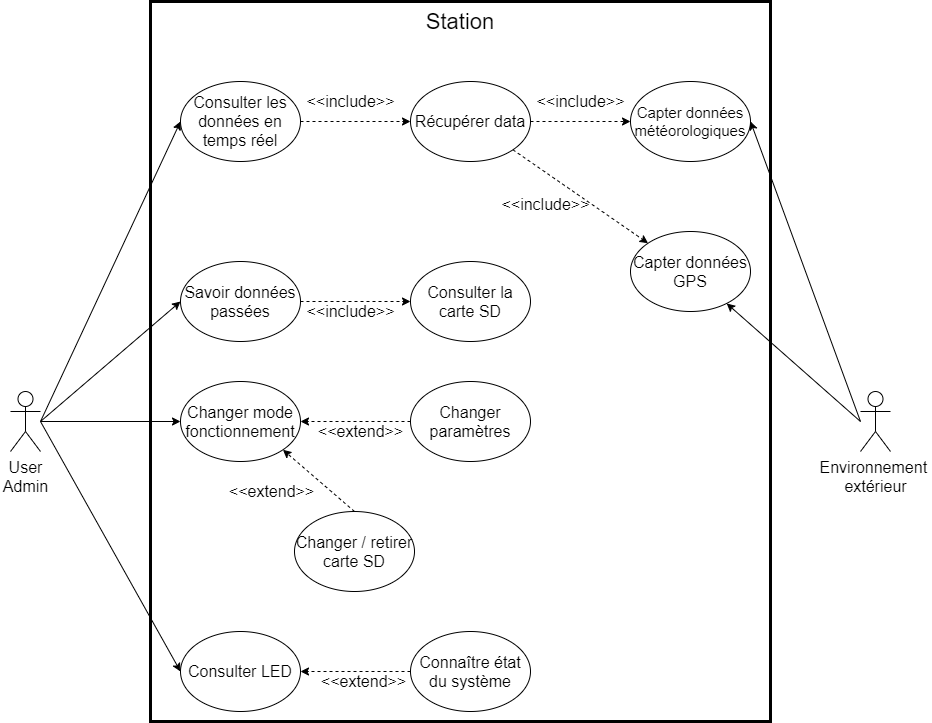 Station
Consulter les
données en
temps réel
<<include>>
Récupérer data
<<include>>
Capter données
météorologiques
<<include>>
Capter données
GPS
Savoir données
passées
<<include>>
Consulter la
carte SD
Changer mode
fonctionnement
<<extend>>
Changer
paramètres
<<extend>>
Changer / retirer
carte SD
Consulter LED
<<extend>>
Connaître état
du système
User
Admin
Environnement
extérieur